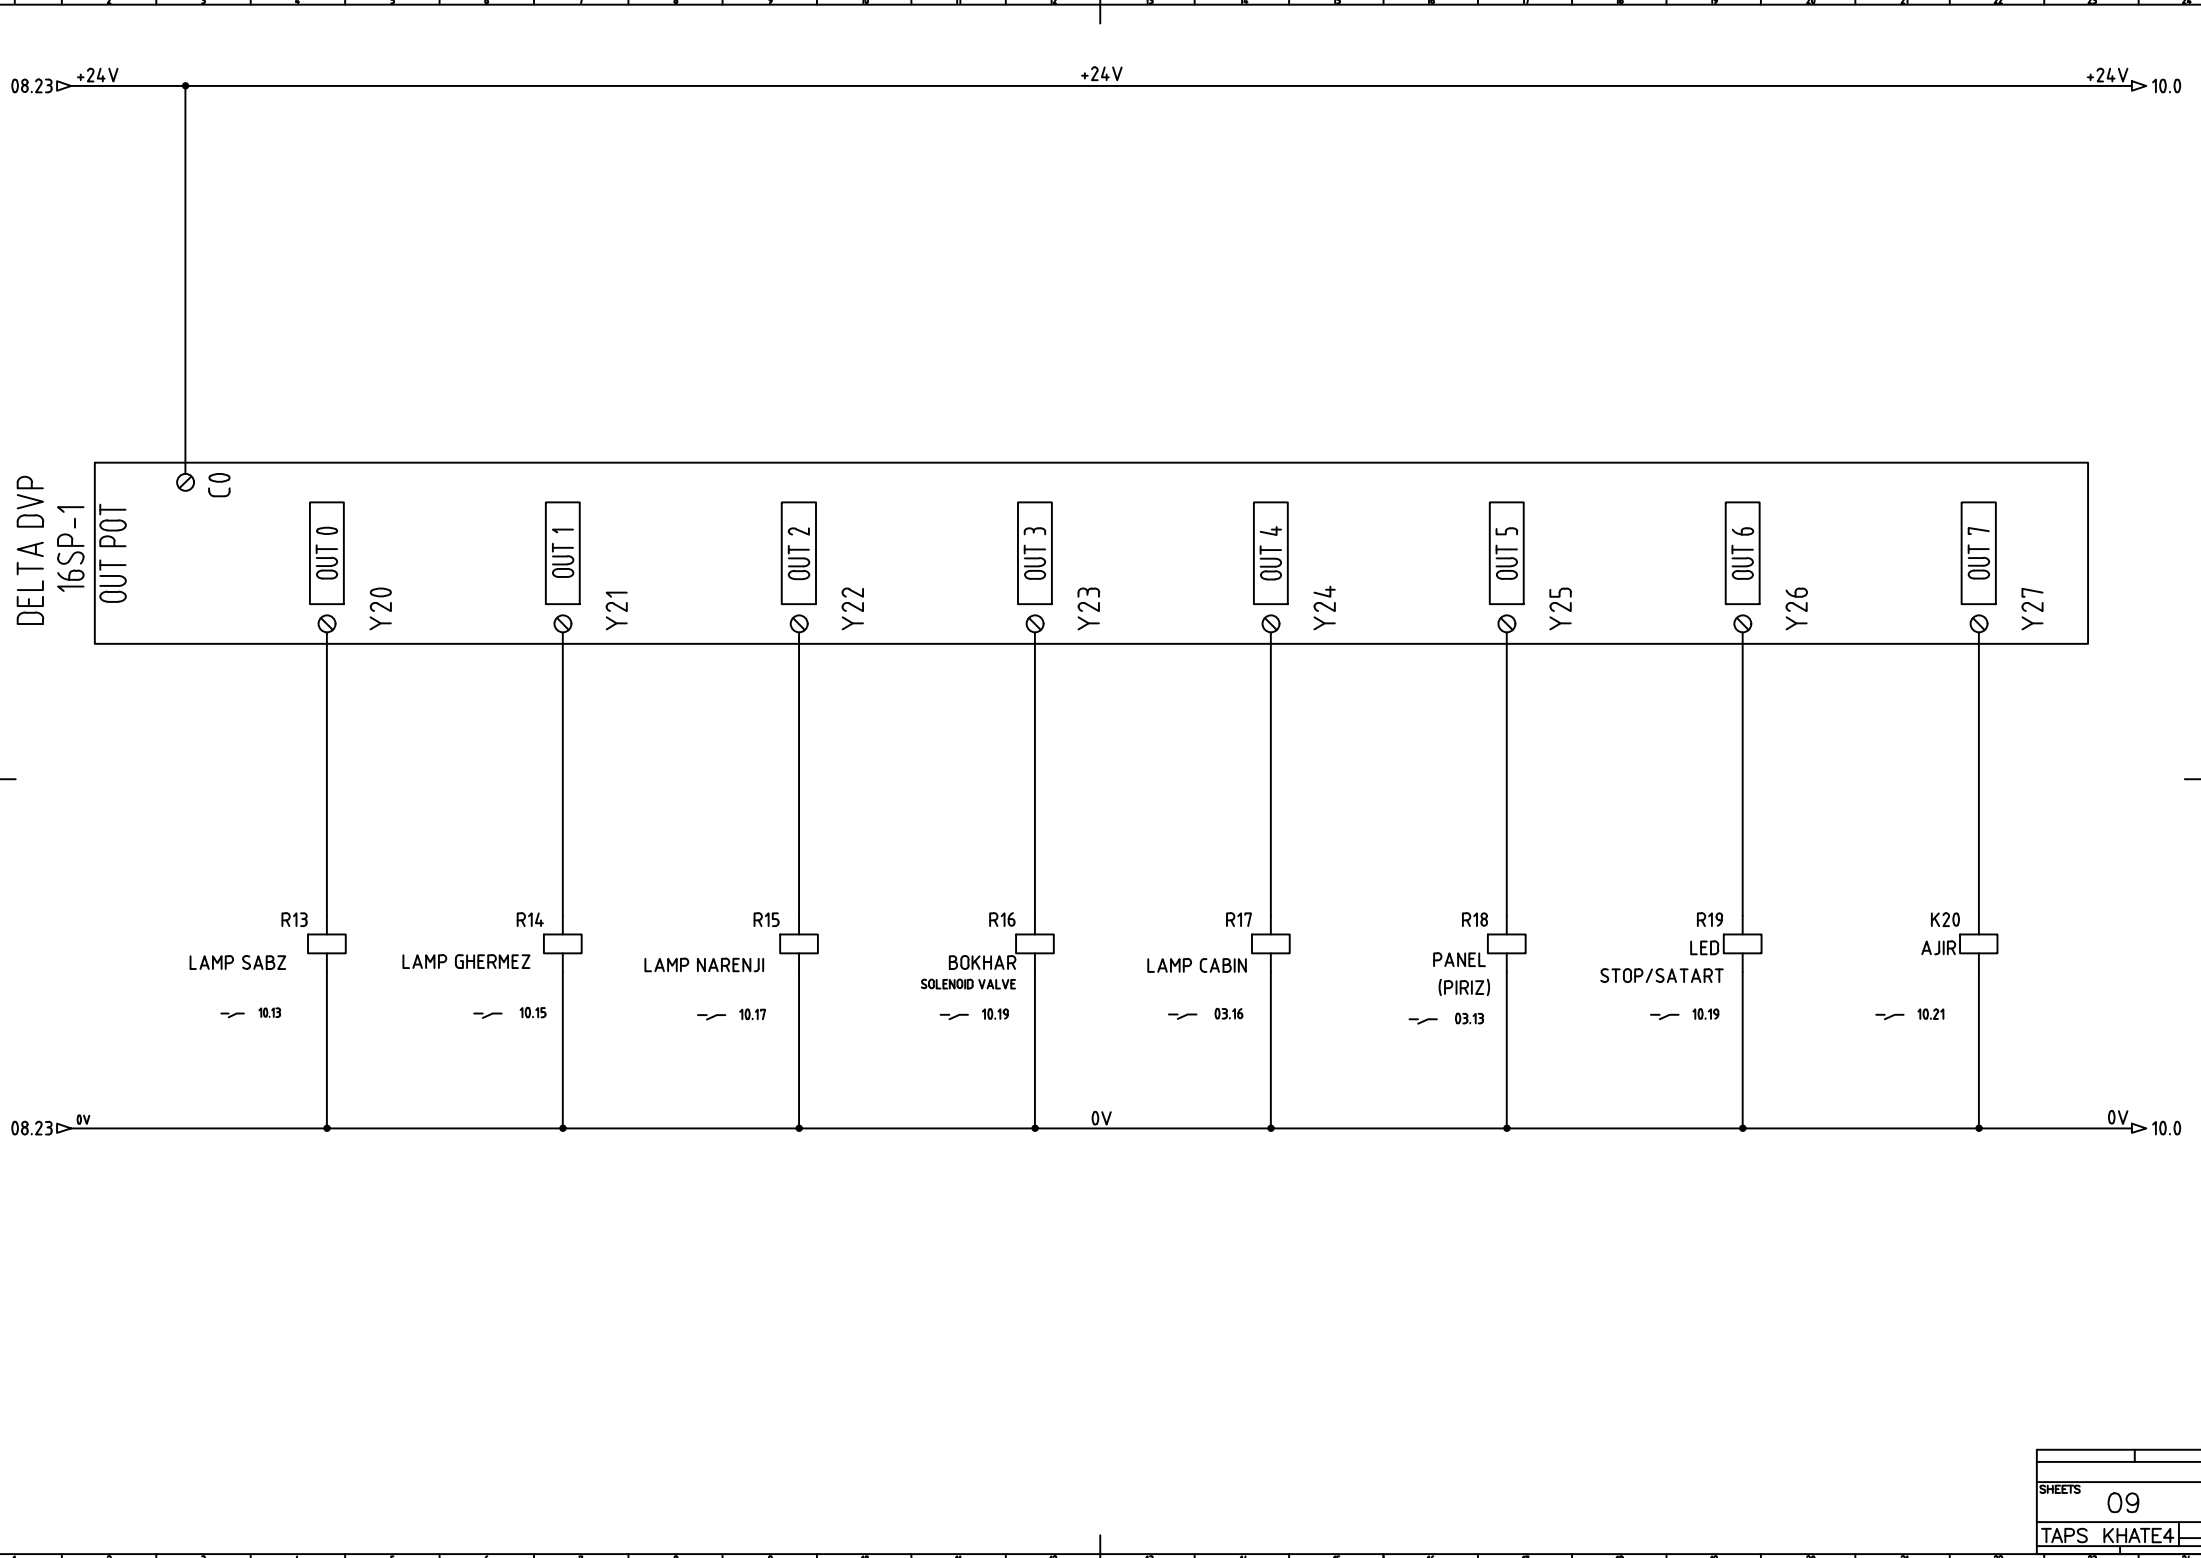 08.23 +24V +24V +24V 10.0
DELTA DVP
16SP-1
OUT POT
C0
OUT 0 OUT 1 OUT 2 OUT 3 OUT 4 OUT 5 OUT 6 OUT 7
Y20 Y21 Y22 Y23 Y24 Y25 Y26 Y27
R13 R14 R15 R16 R17 R18 R19 K20
LAMP SABZ
LAMP GHERMEZ
LAMP NARENJI
BOKHAR
SOLENOID VALVE
LAMP CABIN
PANEL
(PIRIZ)
LED
STOP/SATART
AJIR
10.13 10.15 10.17 10.19 03.16 03.13 10.19 10.21
08.23 0V 0V 0V 10.0
SHEETS
09
TAPS KHATE4